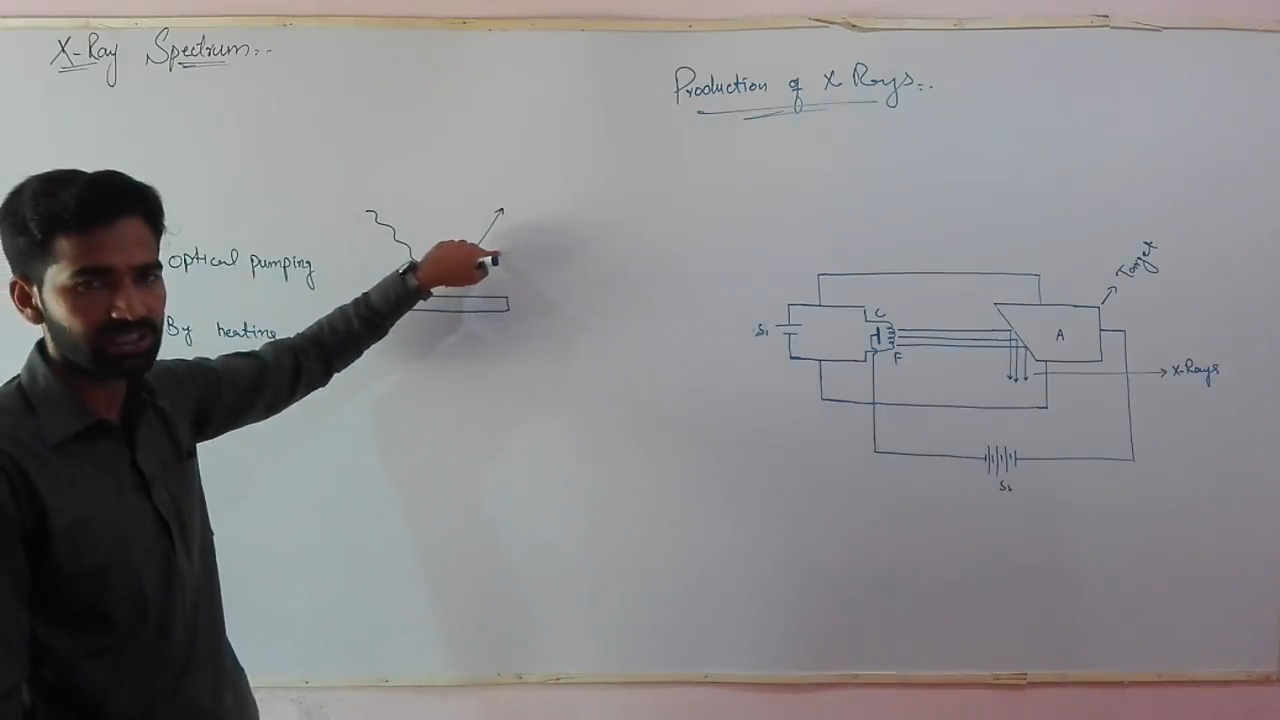 X-Ray Spectrum:-
Production of X Rays:-
optical pumping
By heating
Target
S₁
C
A
F
X-Rays
S₂